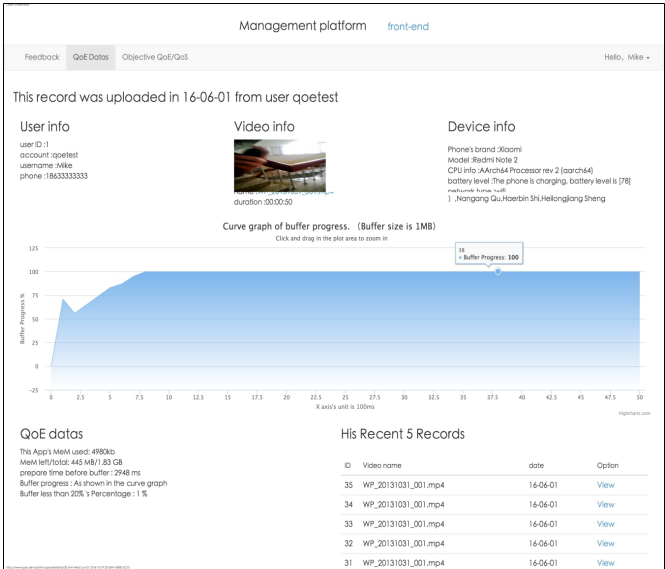 Management platform front-end
Feedback QoE Datas Objective QoE/QoS Hello, Mike
This record was uploaded in 16-06-01 from user qoetest
User info
user ID :1
account :qoetest
username :Mike
phone :18633333333
Video info
name :WP_20131031_001.mp4
duration :00:00:50
Device info
Phone's brand :Xiaomi
Model :Redmi Note 2
CPU info :AArch64 Processor rev 2 (aarch64)
battery level :The phone is charging, battery level is [78]
network type :wifi
) ,Nangang Qu,Haerbin Shi,Heilongjiang Sheng
Curve graph of buffer progress. (Buffer size is 1MB)
Click and drag in the plot area to zoom in
38
Buffer Progress: 100
Buffer Progress %
125
100
75
50
25
0
-25
0 2.5 5 7.5 10 12.5 15 17.5 20 22.5 25 27.5 30 32.5 35 37.5 40 42.5 45 47.5 50
X axis's unit is 100ms
Highcharts.com
QoE datas
This App's MeM used: 4980kb
MeM left/total: 445 MB/1.83 GB
prepare time before buffer : 2948 ms
Buffer progress : As shown in the curve graph
Buffer less than 20% 's Percentage : 1 %
His Recent 5 Records
ID Video name date Option
35 WP_20131031_001.mp4 16-06-01 View
34 WP_20131031_001.mp4 16-06-01 View
33 WP_20131031_001.mp4 16-06-01 View
32 WP_20131031_001.mp4 16-06-01 View
31 WP_20131031_001.mp4 16-06-01 View